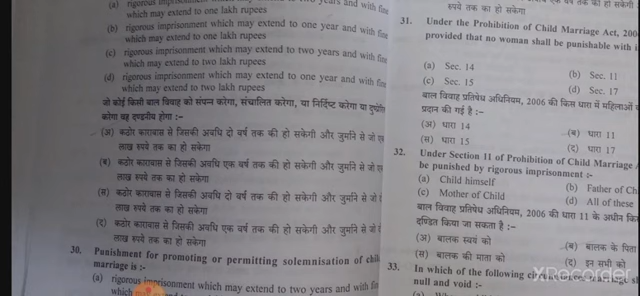 (a) rigorous imprisonment which may extend to two years and with fine
which may extend to one lakh rupees
(b) rigorous imprisonment which may extend to one year and with fine
which may extend to one lakh rupees
(c) rigorous imprisonment which may extend to two years and with fine
which may extend to two lakh rupees
(d) rigorous imprisonment which may extend to one year and with fine
which may extend to two lakh rupees
जो कोई किसी बाल विवाह को संपन्न करेगा, संचालित करेगा, या निर्दिष्ट करेगा या
करेगा वह दण्डनीय होगा :-
(अ) कठोर कारावास से जिसकी अवधि दो वर्ष तक की हो सकेगी और जुर्माने से जो
लाख रुपये तक का हो सकेगा
(ब) कठोर कारावास से जिसकी अवधि एक वर्ष तक की हो सकेगी और जुर्माने से जो
लाख रुपये तक का हो सकेगा
(स) कठोर कारावास से जिसकी अवधि दो वर्ष तक की हो सकेगी और जुर्माने से जो
लाख रुपये तक का हो सकेगा
(द) कठोर कारावास से जिसकी अवधि एक वर्ष तक की हो सकेगी और जुर्माने से जो
लाख रुपये तक का हो सकेगा
30. Punishment for promoting or permitting solemnisation of
marriage is :-
(a) rigorous imprisonment which may extend to two years and with
which and
रुपये तक का हो सकेगा
31. Under the Prohibition of Child Marriage Act, 200
provided that no woman shall be punishable with
(a) Sec. 14
(b) Sec. 11
(c) Sec. 15
(d) Sec. 17
बाल विवाह प्रतिषेध अधिनियम, 2006 की किस धारा में महिलाओं
प्रदान की गई है :-
(अ) धारा 14
(ब) धारा 11
(स) धारा 15
(द) धारा 17
32. Under Section 11 of Prohibition of Child Marriage
be punished by rigorous imprisonment :-
(a) Child himself
(b) Father of Ch
(c) Mother of Child
(d) All of these
बाल विवाह प्रतिषेध अधिनियम, 2006 की धारा 11 के अधीन
दण्डित किया जा सकता है :-
(अ) बालक स्वयं को
(ब) बालक के पिता
(स) बालक की माता को
(द) इन सभी को
33. In which of the following circumstances marriage
null and void :-
XRecorder